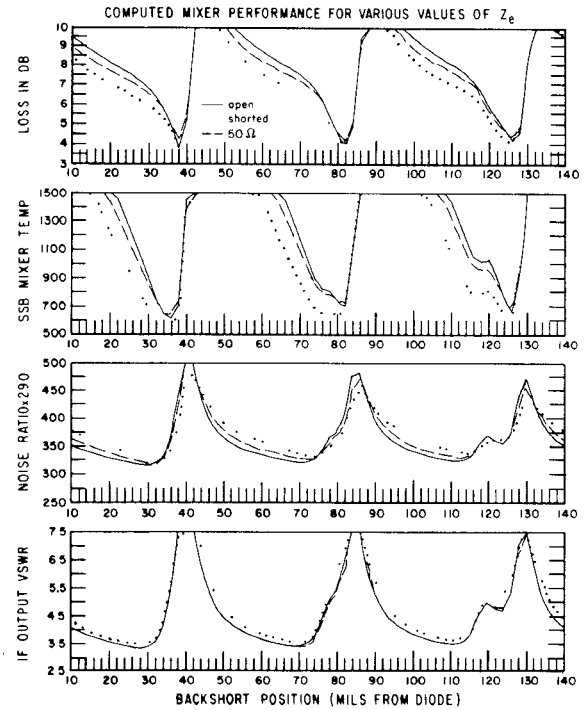 COMPUTED MIXER PERFORMANCE FOR VARIOUS VALUES OF Ze
LOSS IN DB
10
9
8
7
6
5
4
3
open
shorted
50 Ω
10 20 30 40 50 60 70 80 90 100 110 120 130 140
SSB MIXER TEMP
1500
1300
1100
900
700
500
10 20 30 40 50 60 70 80 90 100 110 120 130 140
NOISE RATIO×290
500
450
400
350
300
250
10 20 30 40 50 60 70 80 90 100 110 120 130 140
IF OUTPUT VSWR
7.5
6.5
5.5
4.5
3.5
2.5
10 20 30 40 50 60 70 80 90 100 110 120 130 140
BACKSHORT POSITION (MILS FROM DIODE)